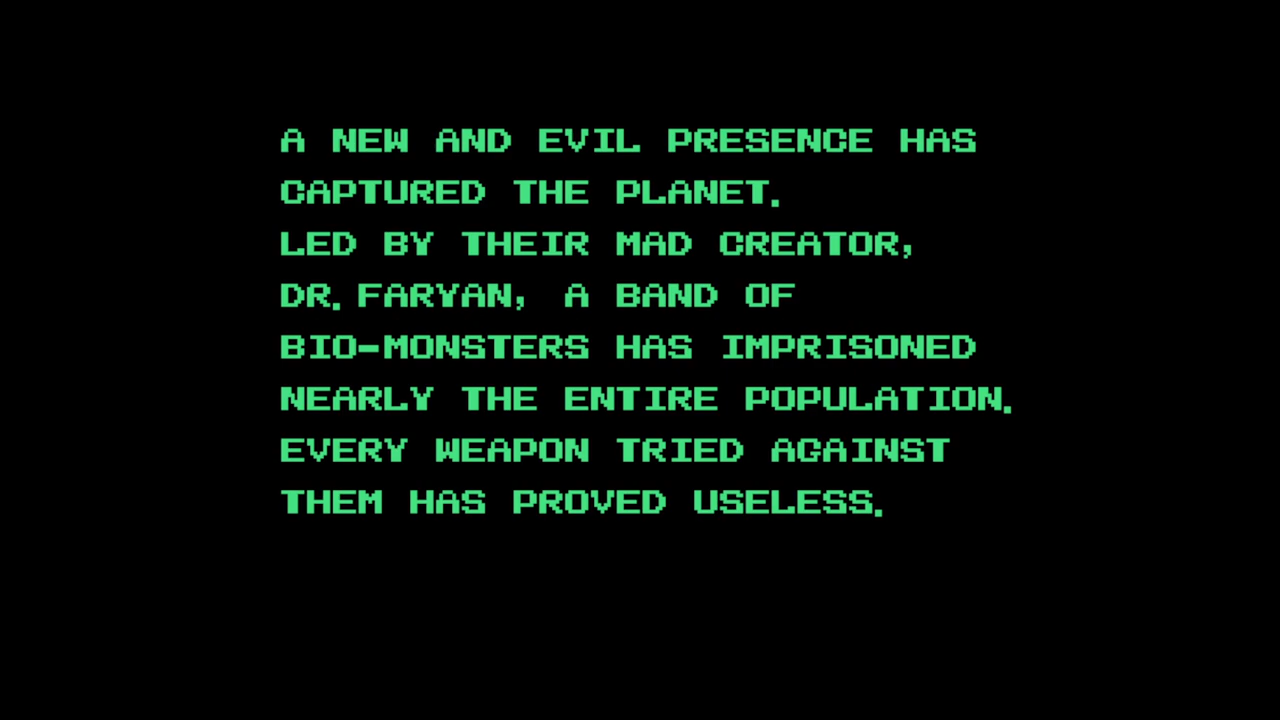 A NEW AND EVIL PRESENCE HAS
CAPTURED THE PLANET.
LED BY THEIR MAD CREATOR,
DR. FARYAN, A BAND OF
BIO-MONSTERS HAS IMPRISONED
NEARLY THE ENTIRE POPULATION.
EVERY WEAPON TRIED AGAINST
THEM HAS PROVED USELESS.